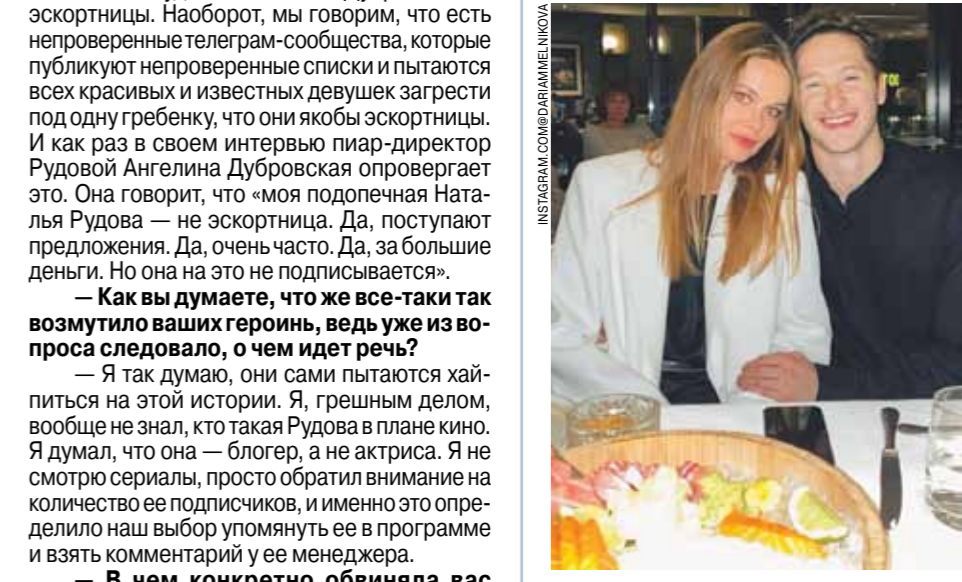 эскортницы. Наоборот, мы говорим, что есть
непроверенные телеграм-сообщества, которые
публикуют непроверенные списки и пытаются
всех красивых и известных девушек загрести
под одну гребенку, что они якобы эскортницы.
И как раз в своем интервью пиар-директор
Рудовой Ангелина Дубровская опровергает
это. Она говорит, что «моя подопечная Ната-
лья Рудова — не эскортница. Да, поступают
предложения. Да, очень часто. Да, за большие
деньги. Но она на это не подписывается».
— Как вы думаете, что же все-таки так
возмутило ваших героинь, ведь уже из во-
проса следовало, о чем идет речь?
— Я так думаю, они сами пытаются хай-
питься на этой истории. Я, грешным делом,
вообще не знал, кто такая Рудова в плане кино.
Я думал, что она — блогер, а не актриса. Я не
смотрю сериалы, просто обратил внимание на
количество ее подписчиков, и именно это опре-
делило наш выбор упомянуть ее в программе
и взять комментарий у ее менеджера.
— В чем конкретно обвиняла вас
INSTAGRAM.COM@DARIAMMELNIKOVA